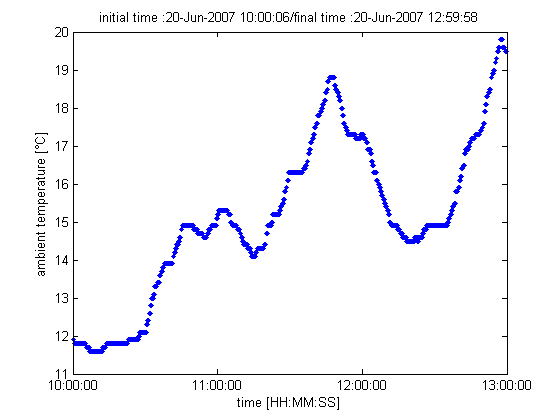 initial time :20-Jun-2007 10:00:06/final time :20-Jun-2007 12:59:58
20
19
18
17
16
15
14
13
12
11
ambient temperature [°C]
10:00:00 11:00:00 12:00:00 13:00:00
time [HH:MM:SS]